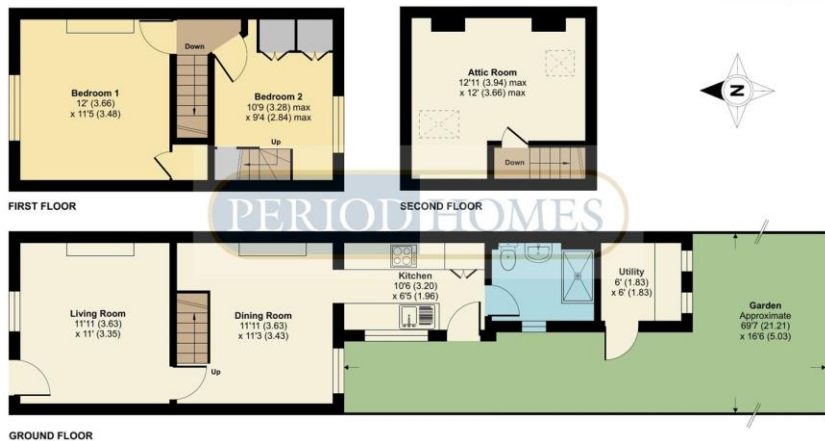 Bedroom 1
12' (3.66)
x 11'5 (3.48)
Down
Bedroom 2
10'9 (3.28) max
x 9'4 (2.84) max
Up
FIRST FLOOR
Attic Room
12'11 (3.94) max
x 12' (3.66) max
Down
SECOND FLOOR
N
PERIOD HOMES
Living Room
11'11 (3.63)
x 11' (3.35)
Up
Dining Room
11'11 (3.63)
x 11'3 (3.43)
Kitchen
10'6 (3.20)
x 6'5 (1.96)
Utility
6' (1.83)
x 6' (1.83)
Garden
Approximate
69'7 (21.21)
x 16'6 (5.03)
GROUND FLOOR